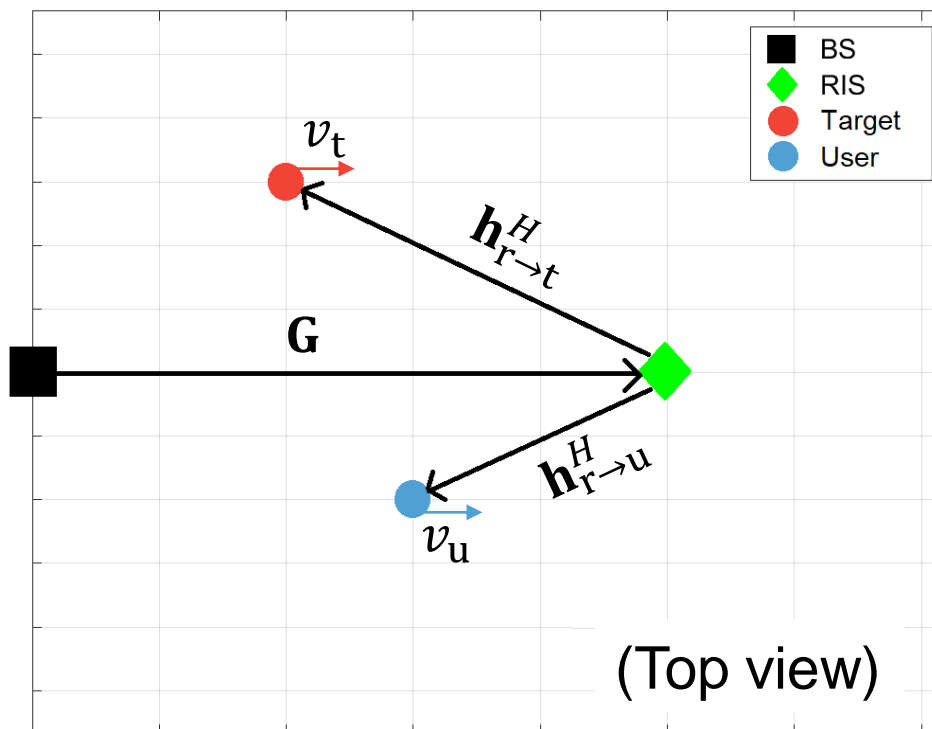 BS
RIS
Target
User
v_t
h^H_{r→t}
G
h^H_{r→u}
v_u
(Top view)